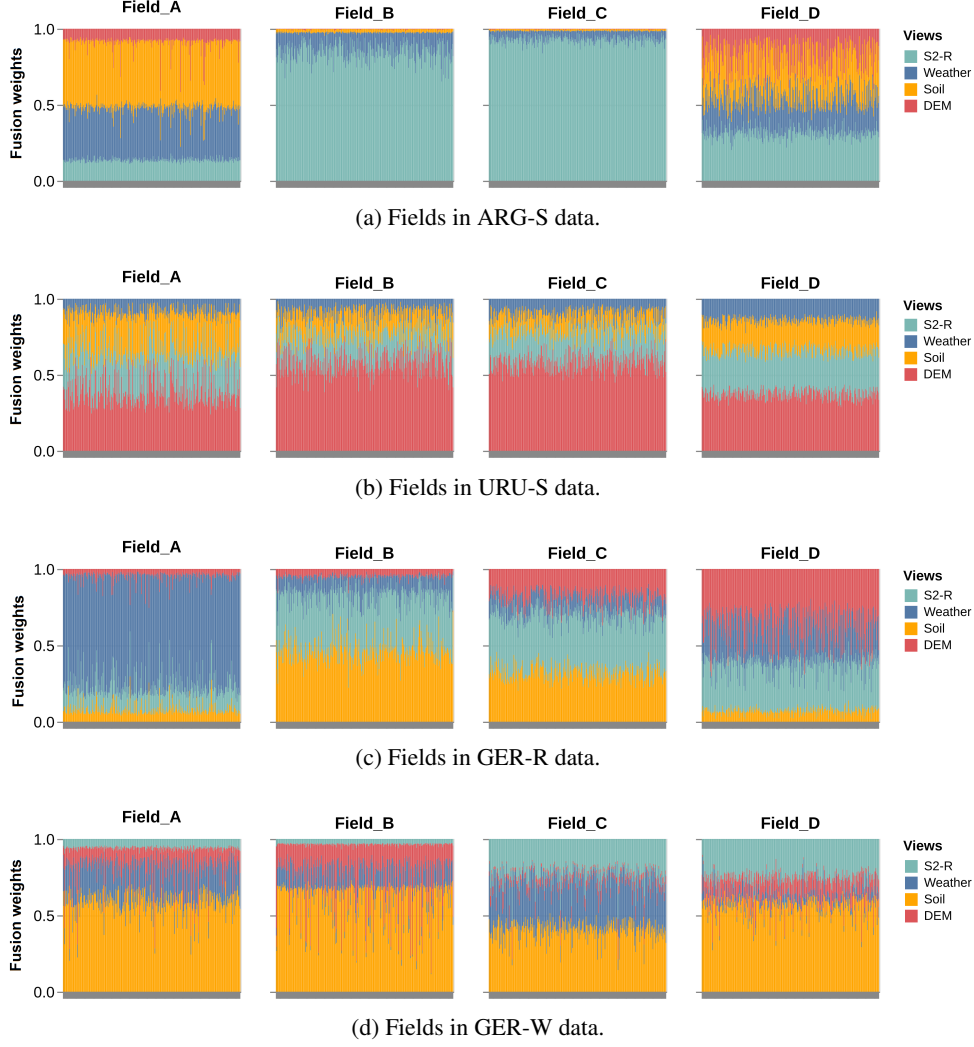 Field_A Field_B Field_C Field_D
Fusion weights
1.0
0.5
0.0
Views
S2-R
Weather
Soil
DEM
(a) Fields in ARG-S data.
Field_A Field_B Field_C Field_D
Fusion weights
1.0
0.5
0.0
Views
S2-R
Weather
Soil
DEM
(b) Fields in URU-S data.
Field_A Field_B Field_C Field_D
Fusion weights
1.0
0.5
0.0
Views
S2-R
Weather
Soil
DEM
(c) Fields in GER-R data.
Field_A Field_B Field_C Field_D
Fusion weights
1.0
0.5
0.0
Views
S2-R
Weather
Soil
DEM
(d) Fields in GER-W data.